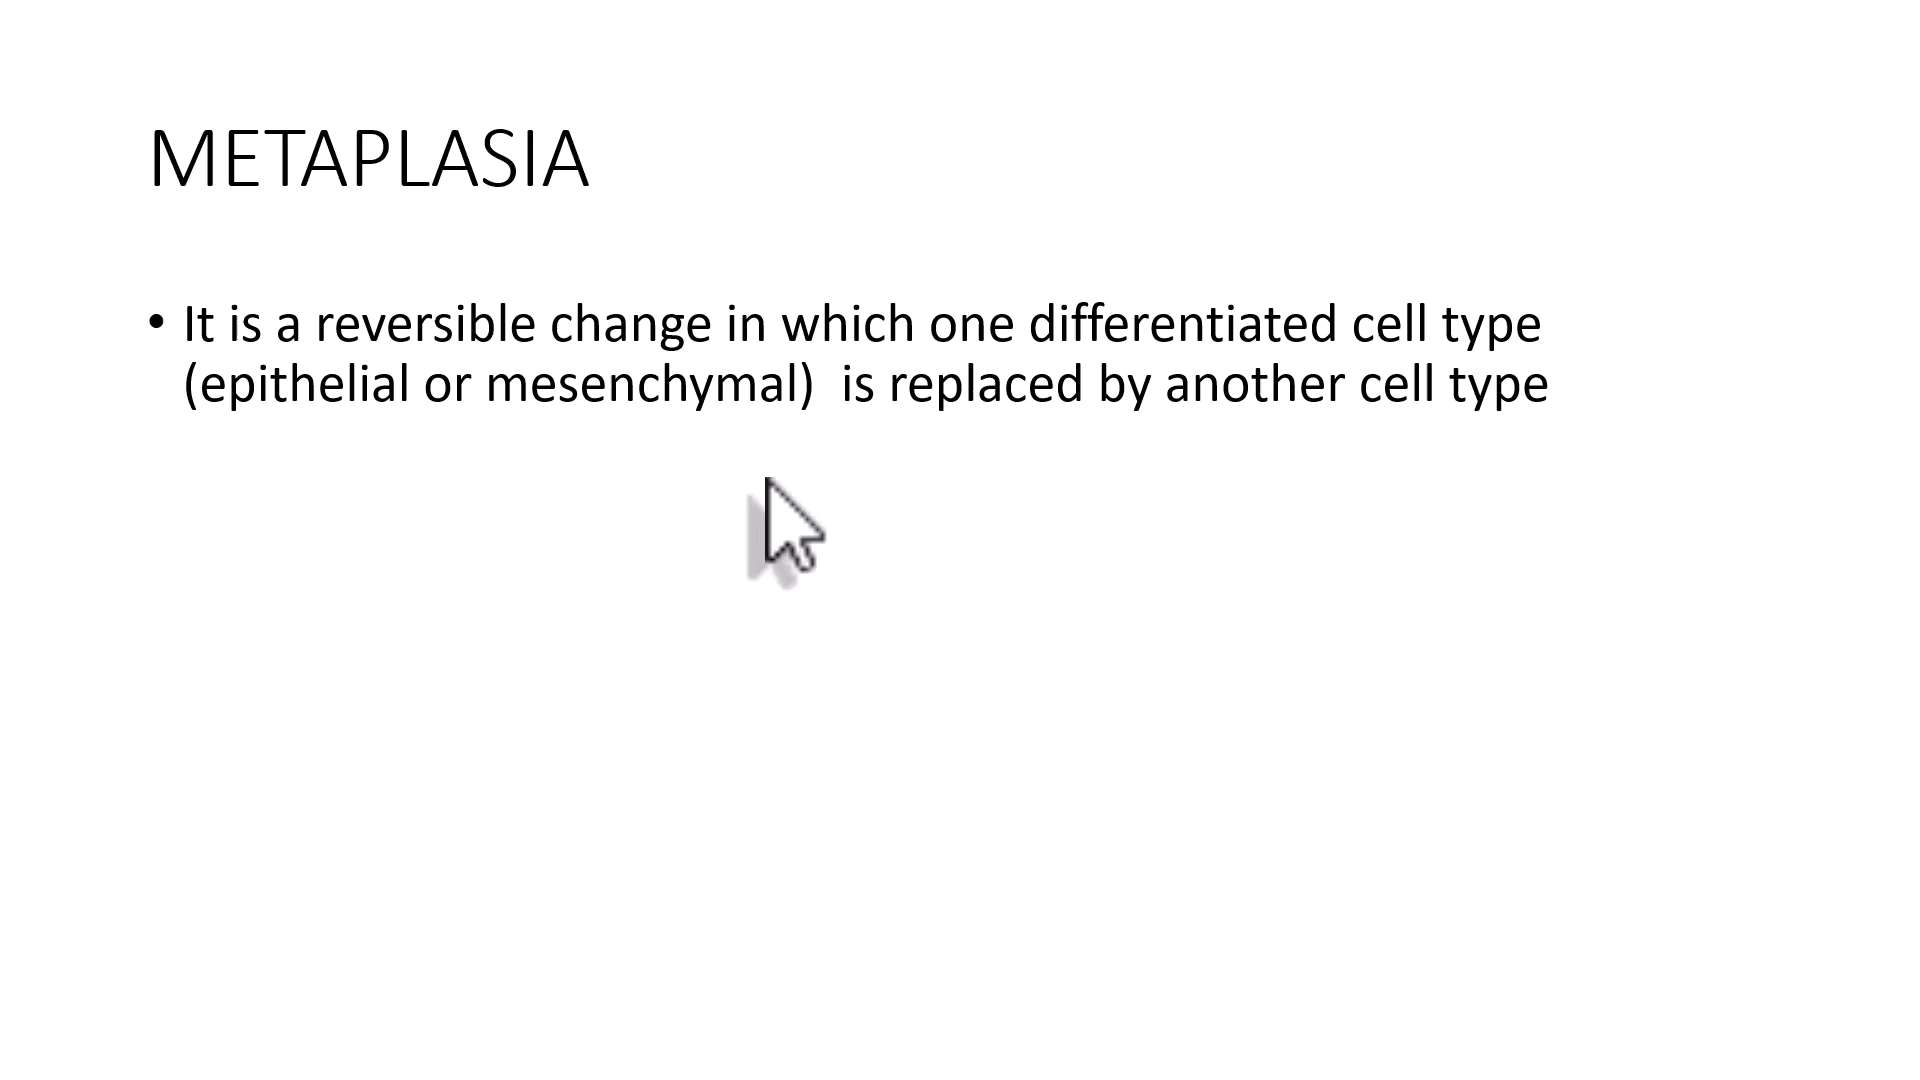 METAPLASIA
• It is a reversible change in which one differentiated cell type
(epithelial or mesenchymal)  is replaced by another cell type